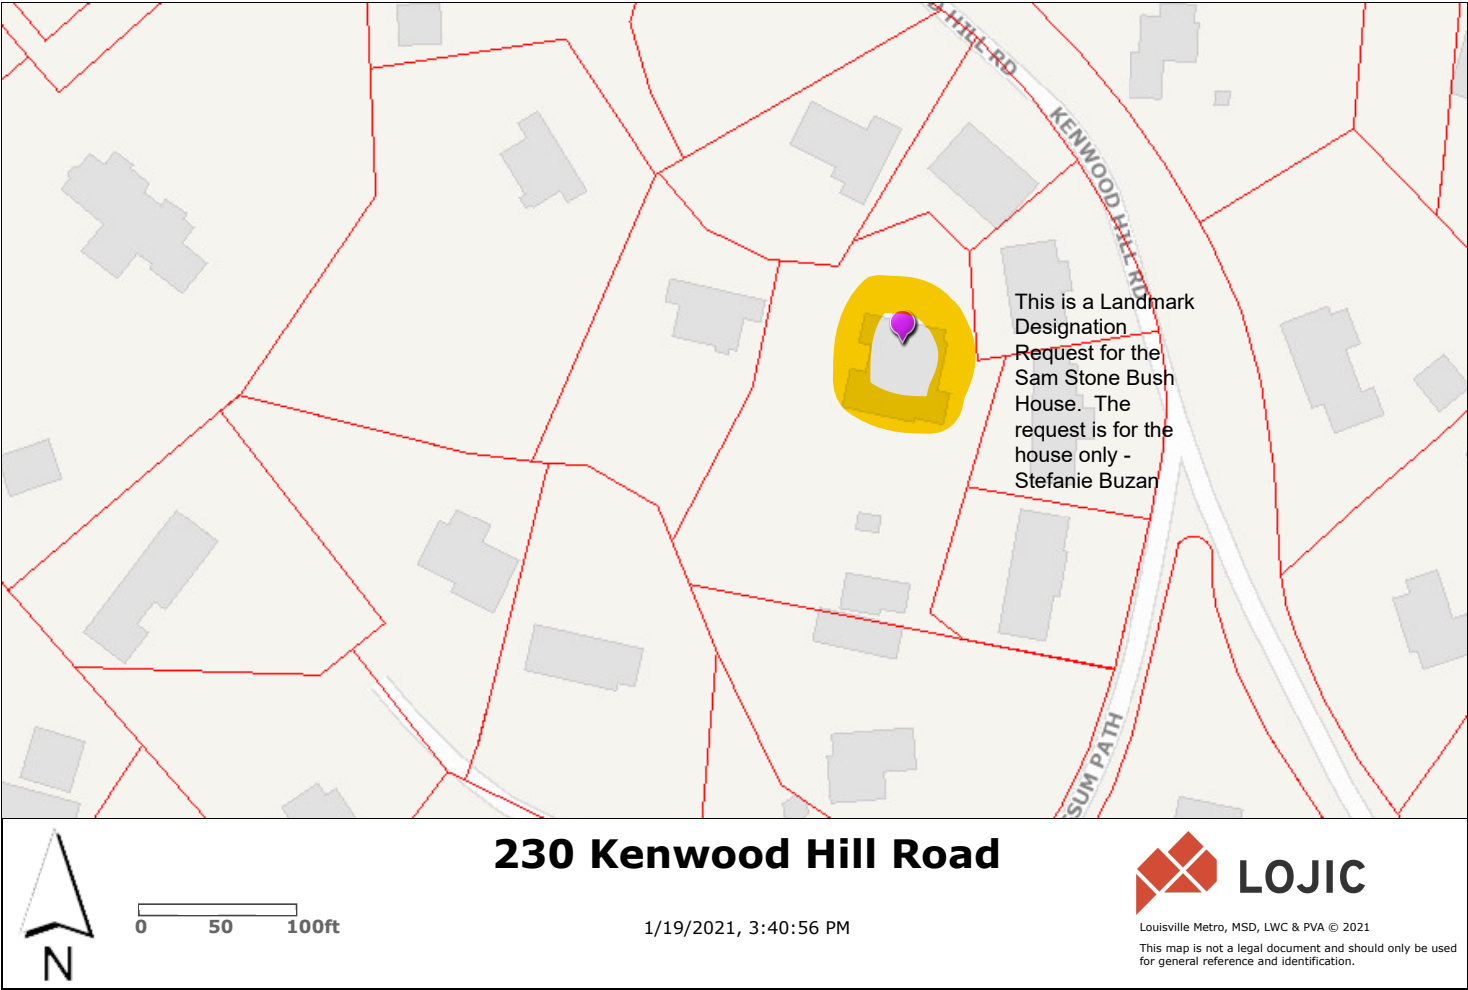 D HILL RD
KENWOOD HILL RD
This is a Landmark
Designation
Request for the
Sam Stone Bush
House. The
request is for the
house only -
Stefanie Buzan
SSUM PATH
N
0 50 100ft
230 Kenwood Hill Road
1/19/2021, 3:40:56 PM
LOJIC
Louisville Metro, MSD, LWC & PVA © 2021
This map is not a legal document and should only be used
for general reference and identification.